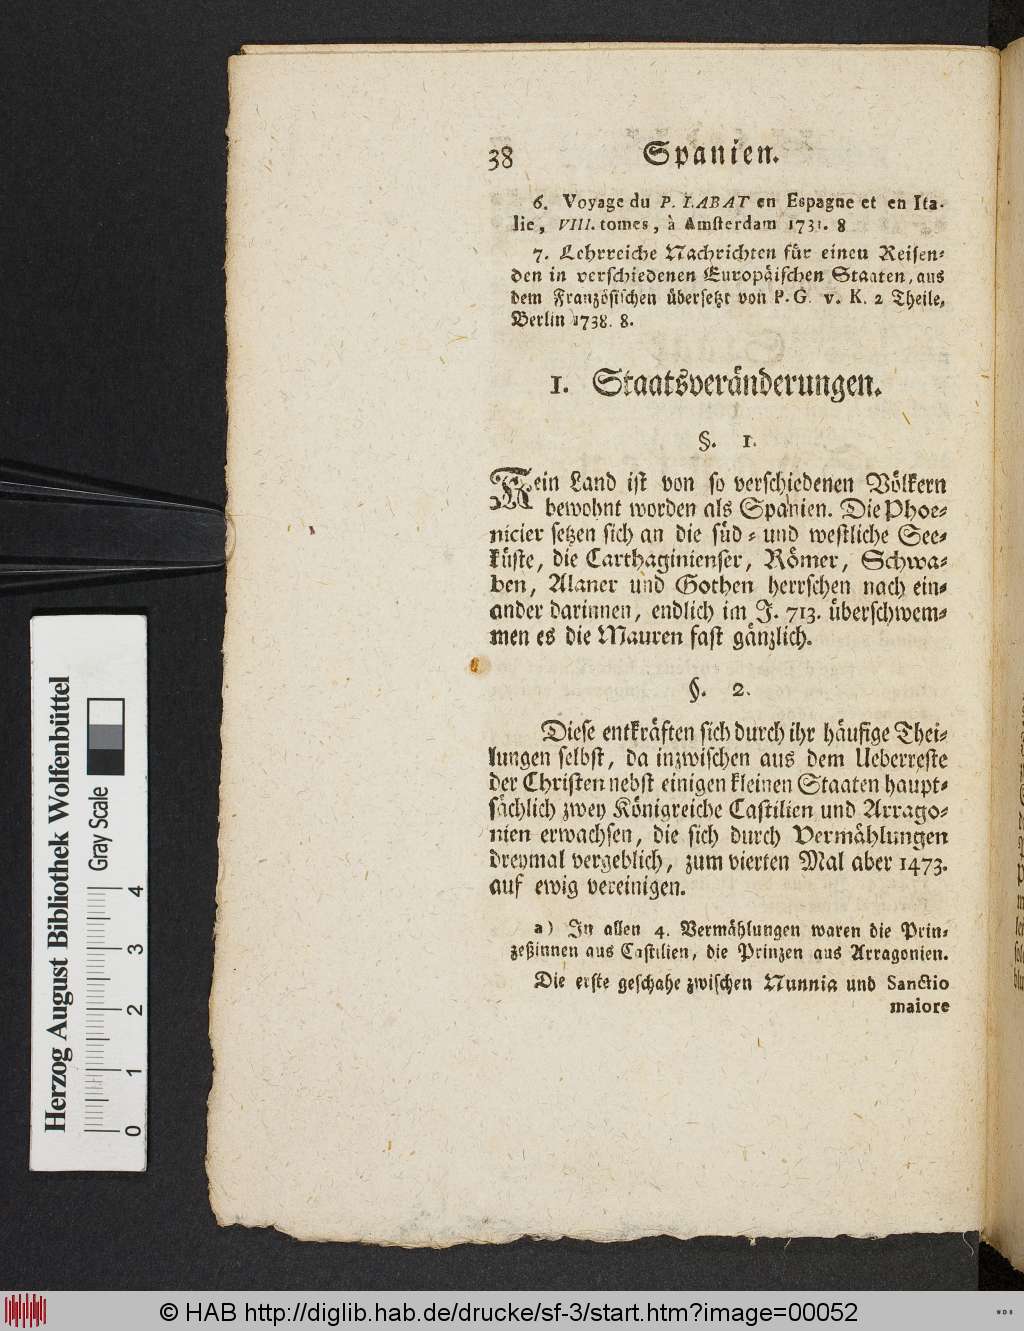 38 Spanien.
6. Voyage du P. LABAT en Espagne et en Ita-
lie, VIII. tomes, à Amſterdam 1731. 8
7. Lehrreiche Nachrichten für einen Reiſen-
den in verſchiedenen Europäiſchen Staaten, aus
dem Franzöſiſchen überſetzt von P. G. v. K. 2 Theile,
Berlin 1738. 8.
1. Staatsveränderungen.
§. 1.
Kein Land iſt von ſo verſchiedenen Völkern
bewohnt worden als Spanien. Die Phoe-
nicier ſetzen ſich an die ſüd- und weſtliche See-
küſte, die Carthaginienſer, Römer, Schwa-
ben, Alaner und Gothen herrſchen nach ein-
ander darinnen, endlich im J. 713. überſchwem-
men es die Mauren faſt gänzlich.
§. 2.
Dieſe entkräften ſich durch ihr häufige Thei-
lungen ſelbſt, da inzwiſchen aus dem Ueberreſte
der Chriſten nebſt einigen kleinen Staaten haupt-
ſächlich zwey Königreiche Caſtilien und Arrago-
nien erwachſen, die ſich durch Vermählungen
dreymal vergeblich, zum vierten Mal aber 1473.
auf ewig vereinigen.
a) In allen 4. Vermählungen waren die Prin-
zeßinnen aus Caſtilien, die Prinzen aus Arragonien.
Die erſte geſchahe zwiſchen Nunnia und Sanctio
maiore
Herzog August Bibliothek Wolfenbüttel
Gray Scale
0 1 2 3 4
© HAB http://diglib.hab.de/drucke/sf-3/start.htm?image=00052